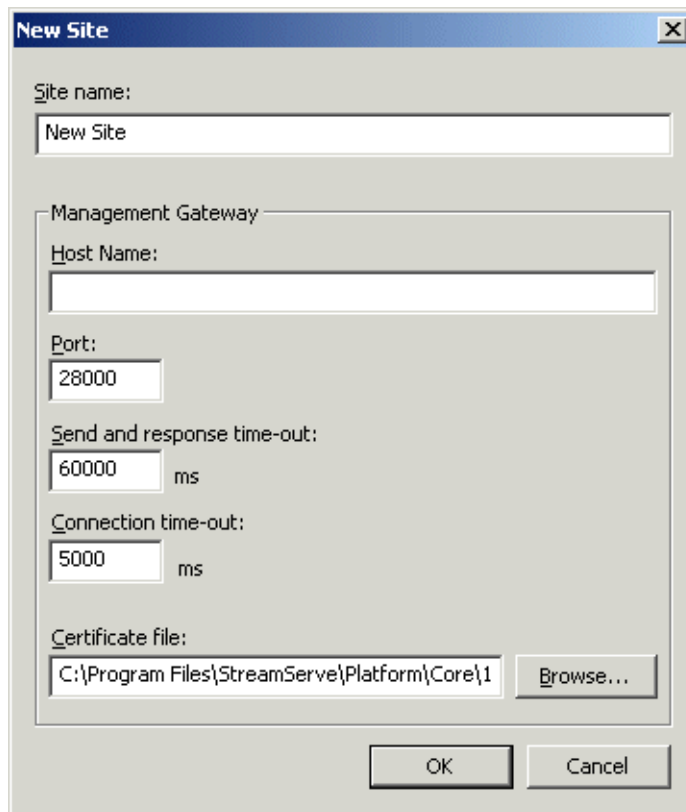 New Site
Site name:
New Site
Management Gateway
Host Name:
Port:
28000
Send and response time-out:
60000 ms
Connection time-out:
5000 ms
Certificate file:
C:\Program Files\StreamServe\Platform\Core\1 Browse...
OK Cancel